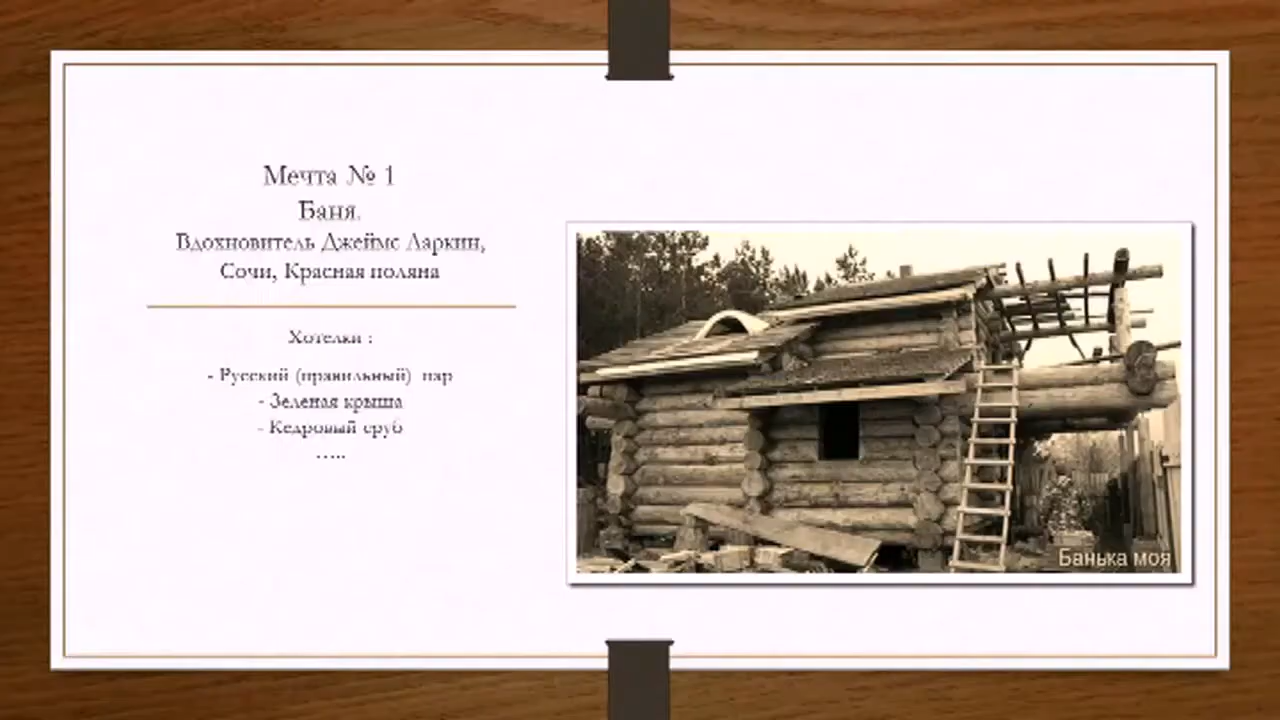 Мечта № 1
Баня.
Вдохновитель Джеймс Ларкин,
Сочи, Красная поляна
Хотелки :
- Русский (правильный) пар
- Зеленая крыша
- Кедровый сруб
…..
Банька моя